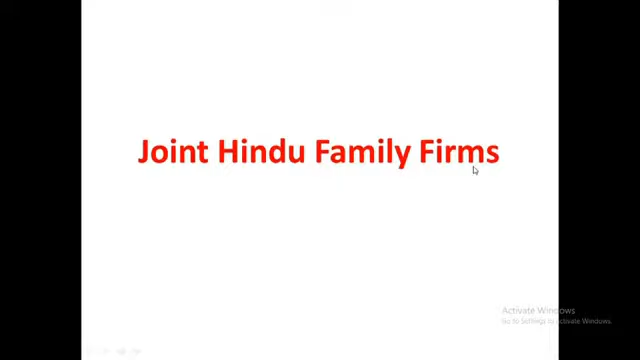 Joint Hindu Family Firms
Activate Windows
Go to Settings to activate Windows.